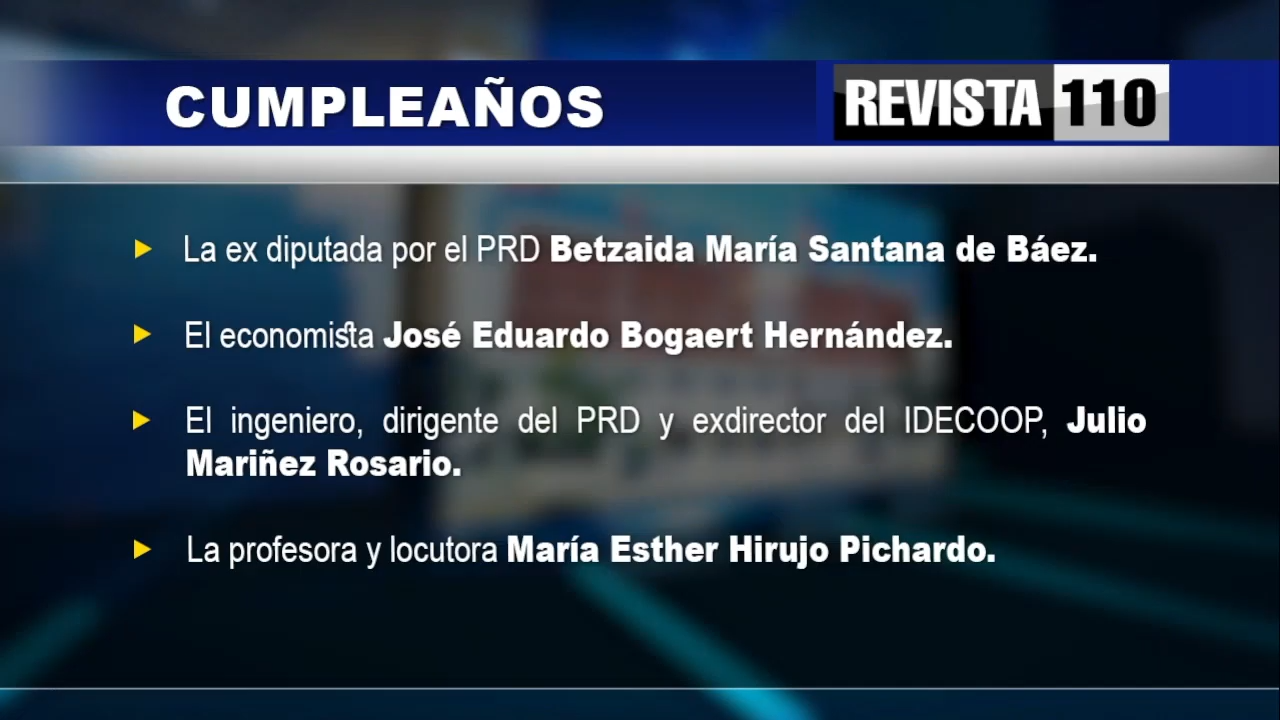 CUMPLEAÑOS
REVISTA 110
La ex diputada por el PRD Betzaida María Santana de Báez.
El economista José Eduardo Bogaert Hernández.
El ingeniero, dirigente del PRD y exdirector del IDECOOP, Julio
Mariñez Rosario.
La profesora y locutora María Esther Hirujo Pichardo.